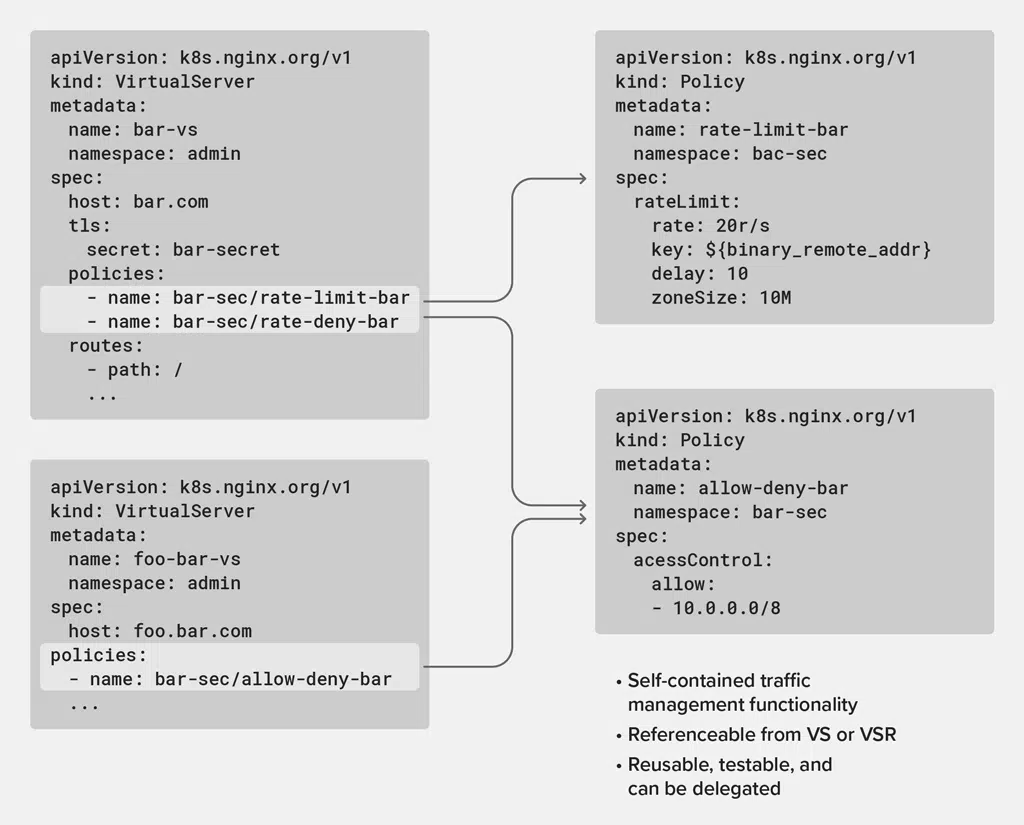 apiVersion: k8s.nginx.org/v1
kind: VirtualServer
metadata:
  name: bar-vs
  namespace: admin
spec:
  host: bar.com
  tls:
    secret: bar-secret
  policies:
    - name: bar-sec/rate-limit-bar
    - name: bar-sec/rate-deny-bar
  routes:
    - path: /
    ...
apiVersion: k8s.nginx.org/v1
kind: VirtualServer
metadata:
  name: foo-bar-vs
  namespace: admin
spec:
  host: foo.bar.com
policies:
  - name: bar-sec/allow-deny-bar
  ...
apiVersion: k8s.nginx.org/v1
kind: Policy
metadata:
  name: rate-limit-bar
  namespace: bac-sec
spec:
  rateLimit:
    rate: 20r/s
    key: ${binary_remote_addr}
    delay: 10
    zoneSize: 10M
apiVersion: k8s.nginx.org/v1
kind: Policy
metadata:
  name: allow-deny-bar
  namespace: bar-sec
spec:
  acessControl:
    allow:
    - 10.0.0.0/8
• Self-contained traffic
management functionality
• Referenceable from VS or VSR
• Reusable, testable, and
can be delegated